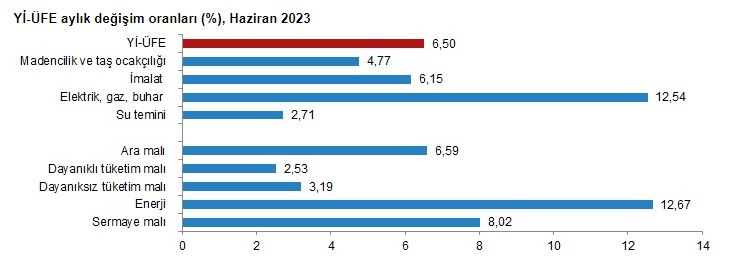 Yİ-ÜFE aylık değişim oranları (%), Haziran 2023
Yİ-ÜFE 6,50
Madencilik ve taş ocakçılığı 4,77
İmalat 6,15
Elektrik, gaz, buhar 12,54
Su temini 2,71
Ara malı 6,59
Dayanıklı tüketim malı 2,53
Dayanıksız tüketim malı 3,19
Enerji 12,67
Sermaye malı 8,02
0 2 4 6 8 10 12 14